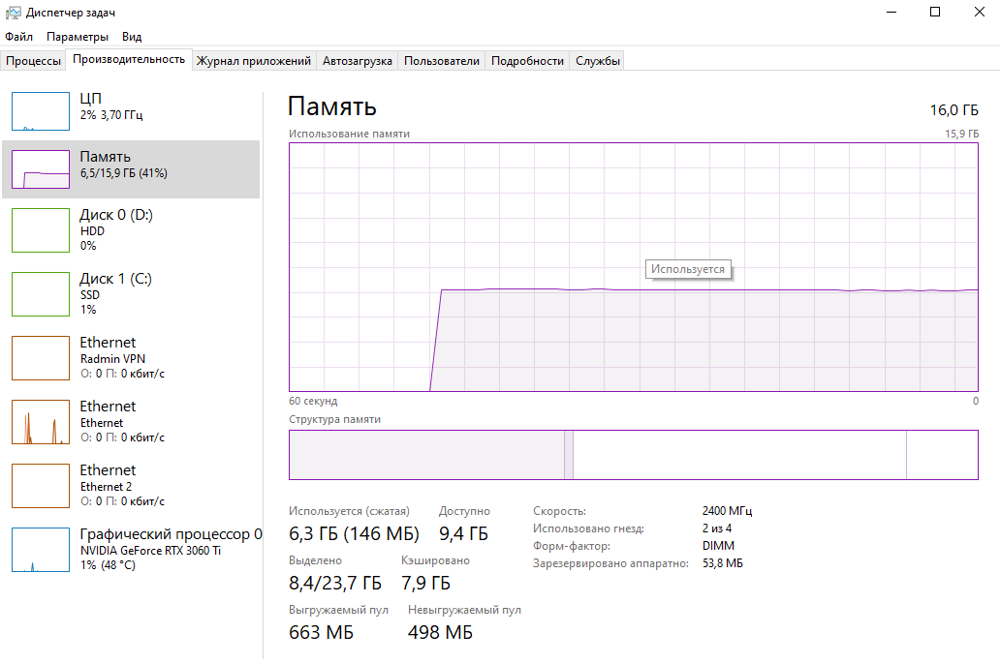 Диспетчер задач
Файл Параметры Вид
Процессы Производительность Журнал приложений Автозагрузка Пользователи Подробности Службы
ЦП
2% 3,70 ГГц
Память
6,5/15,9 ГБ (41%)
Диск 0 (D:)
HDD
0%
Диск 1 (C:)
SSD
1%
Ethernet
Radmin VPN
О: 0 П: 0 кбит/с
Ethernet
Ethernet
О: 0 П: 0 кбит/с
Ethernet
Ethernet 2
О: 0 П: 0 кбит/с
Графический процессор 0
NVIDIA GeForce RTX 3060 Ti
1% (48 °C)
Память 16,0 ГБ
Использование памяти 15,9 ГБ
Используется
60 секунд 0
Структура памяти
Используется (сжатая) Доступно
6,3 ГБ (146 МБ) 9,4 ГБ
Выделено Кэшировано
8,4/23,7 ГБ 7,9 ГБ
Выгружаемый пул Невыгружаемый пул
663 МБ 498 МБ
Скорость: 2400 МГц
Использовано гнезд: 2 из 4
Форм-фактор: DIMM
Зарезервировано аппаратно: 53,8 МБ